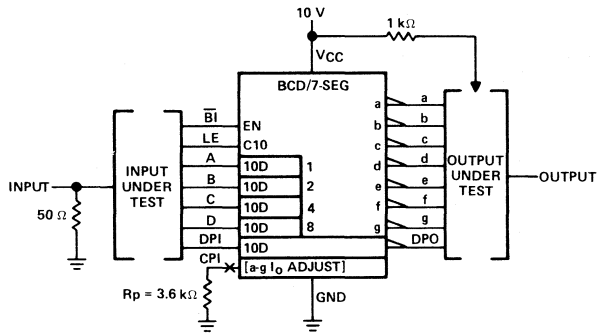 10 V
1 kΩ
VCC
BCD/7-SEG
BI
EN
LE
C10
A
10D
1
B
10D
2
C
10D
4
D
10D
8
DPI
10D
CPI
[a-g IO ADJUST]
a
a
b
b
c
c
d
d
e
e
f
f
g
g
DPO
INPUT
50 Ω
INPUT
UNDER
TEST
OUTPUT
UNDER
TEST
OUTPUT
Rp = 3.6 kΩ
GND